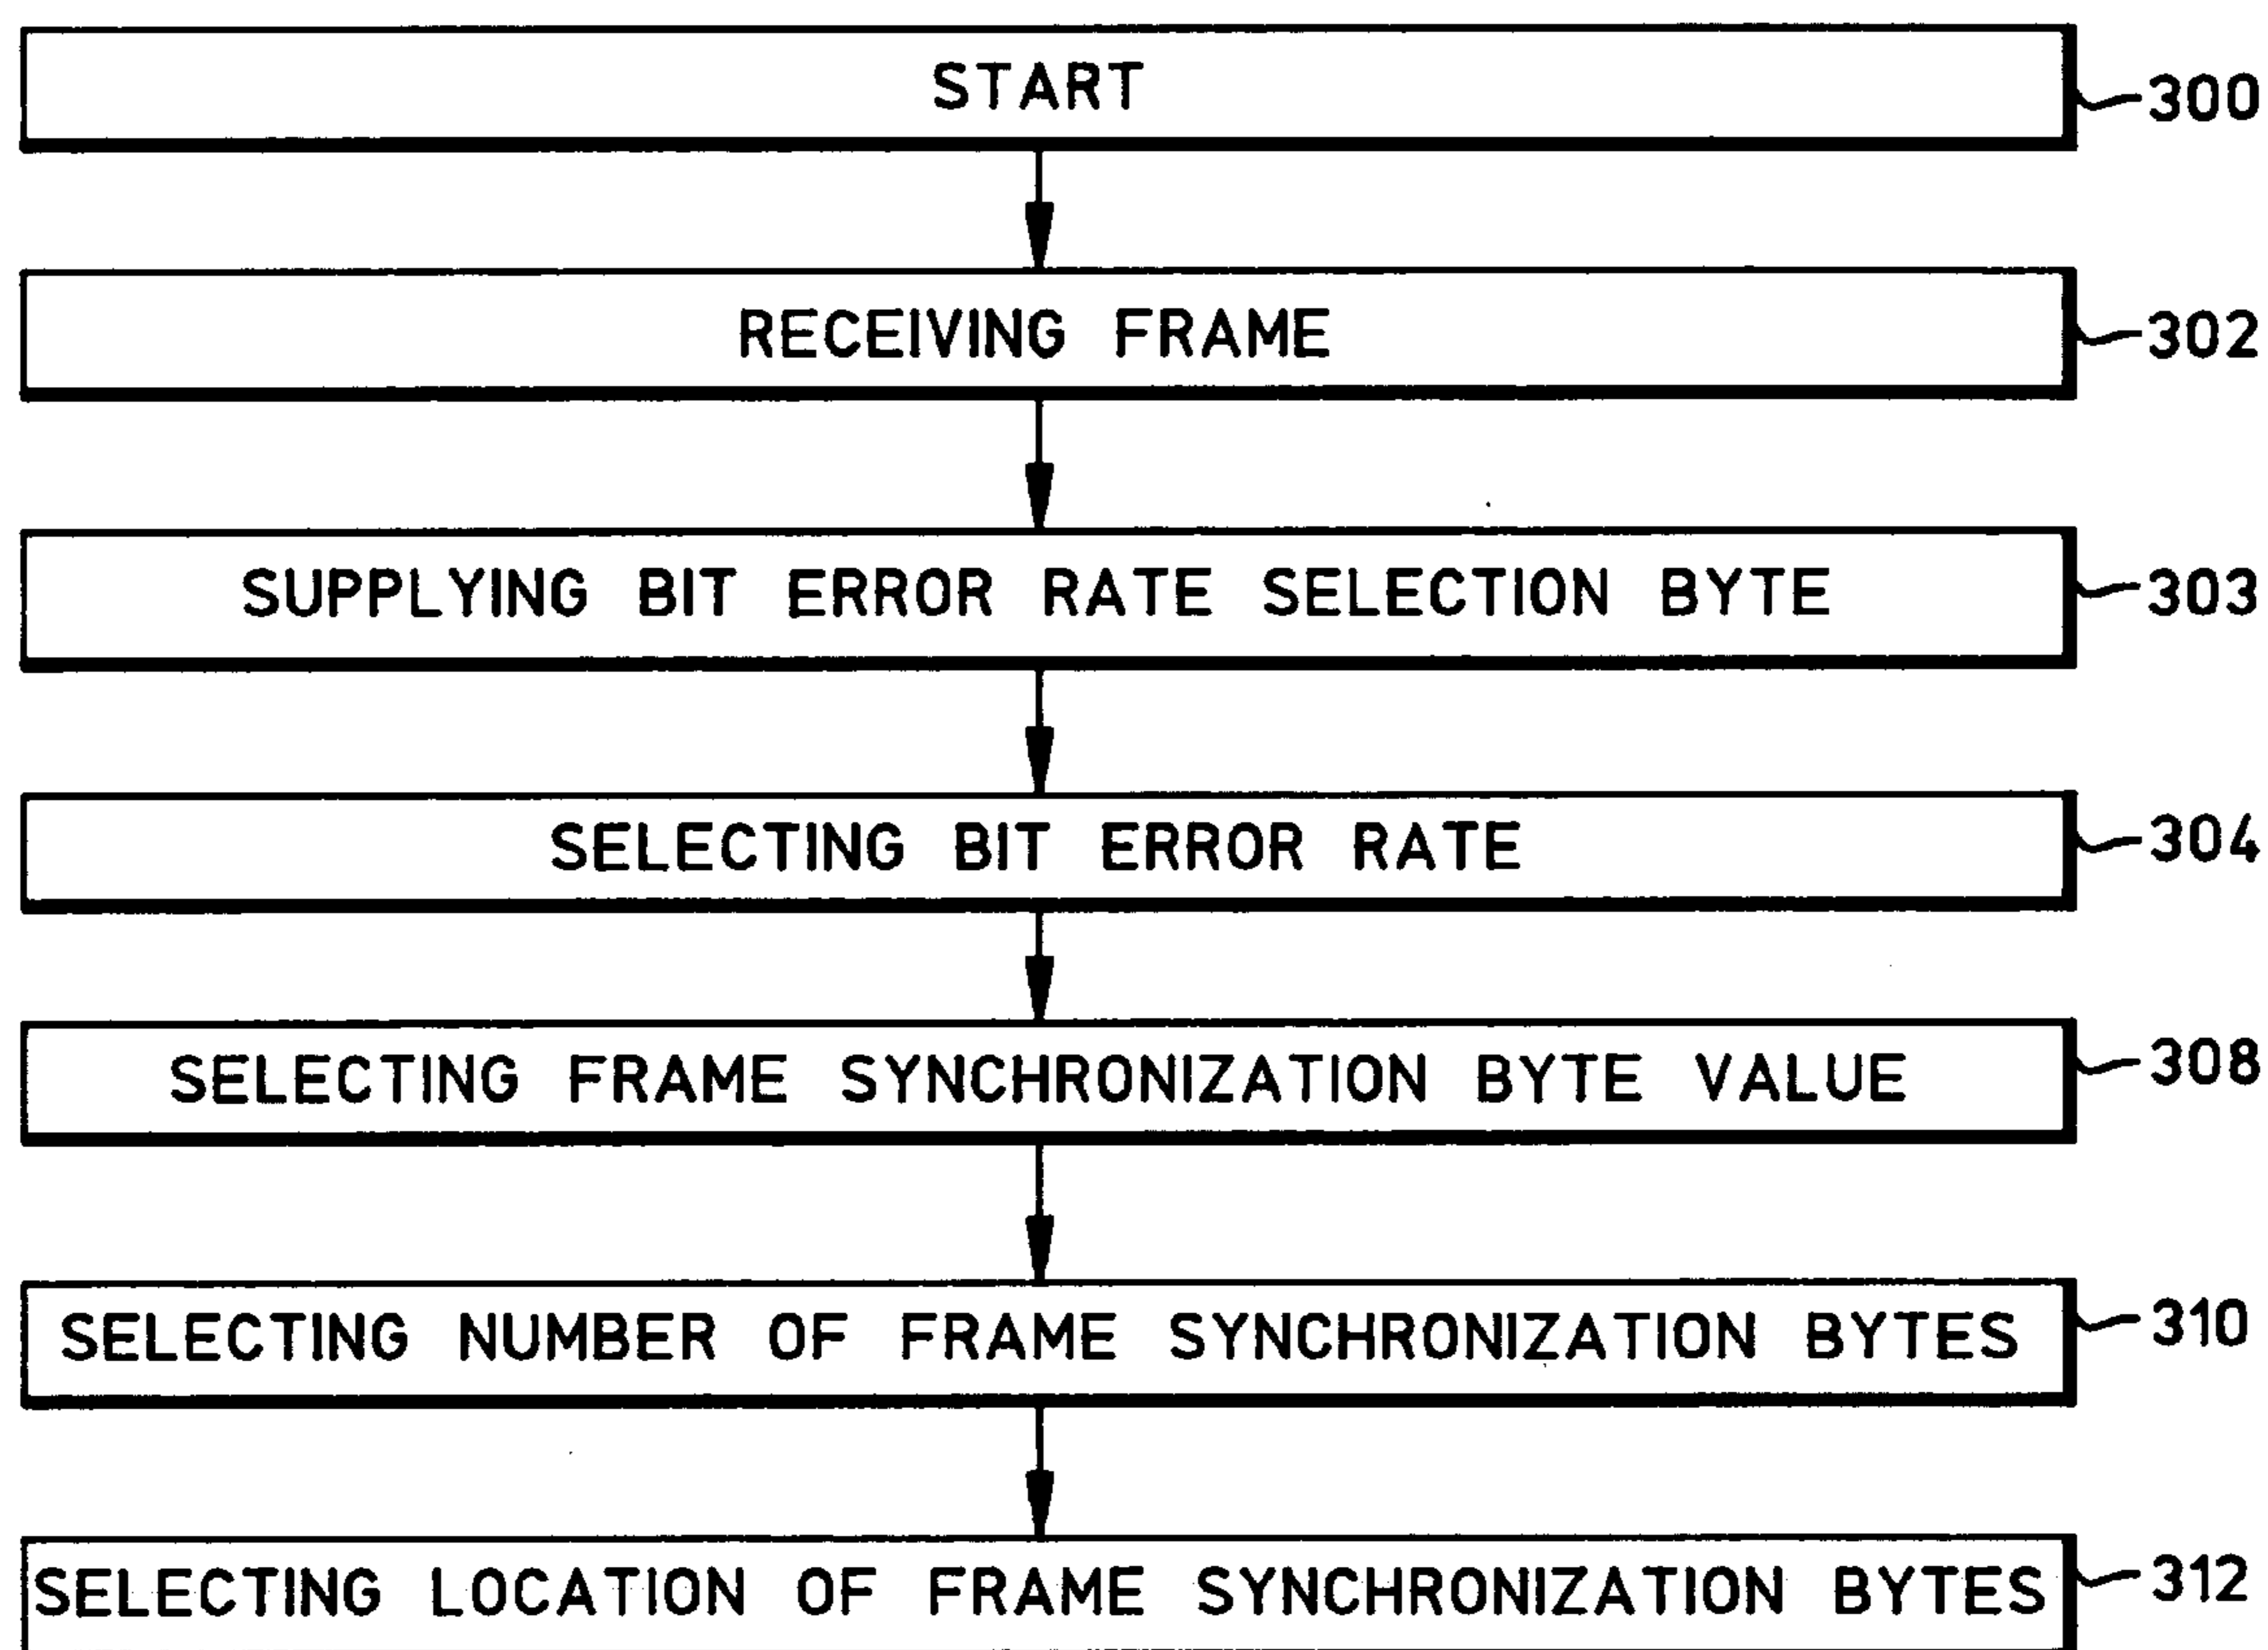 START 300
RECEIVING FRAME 302
SUPPLYING BIT ERROR RATE SELECTION BYTE 303
SELECTING BIT ERROR RATE 304
SELECTING FRAME SYNCHRONIZATION BYTE VALUE 308
SELECTING NUMBER OF FRAME SYNCHRONIZATION BYTES 310
SELECTING LOCATION OF FRAME SYNCHRONIZATION BYTES 312